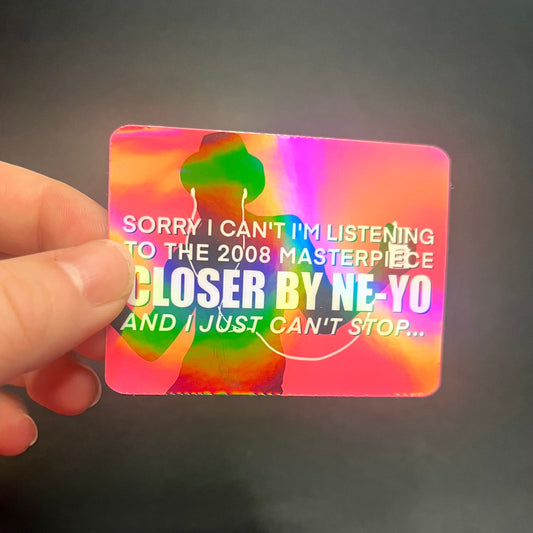 SORRY I CAN'T I'M LISTENING
TO THE 2008 MASTERPIECE
CLOSER BY NE-YO
AND I JUST CAN'T STOP...